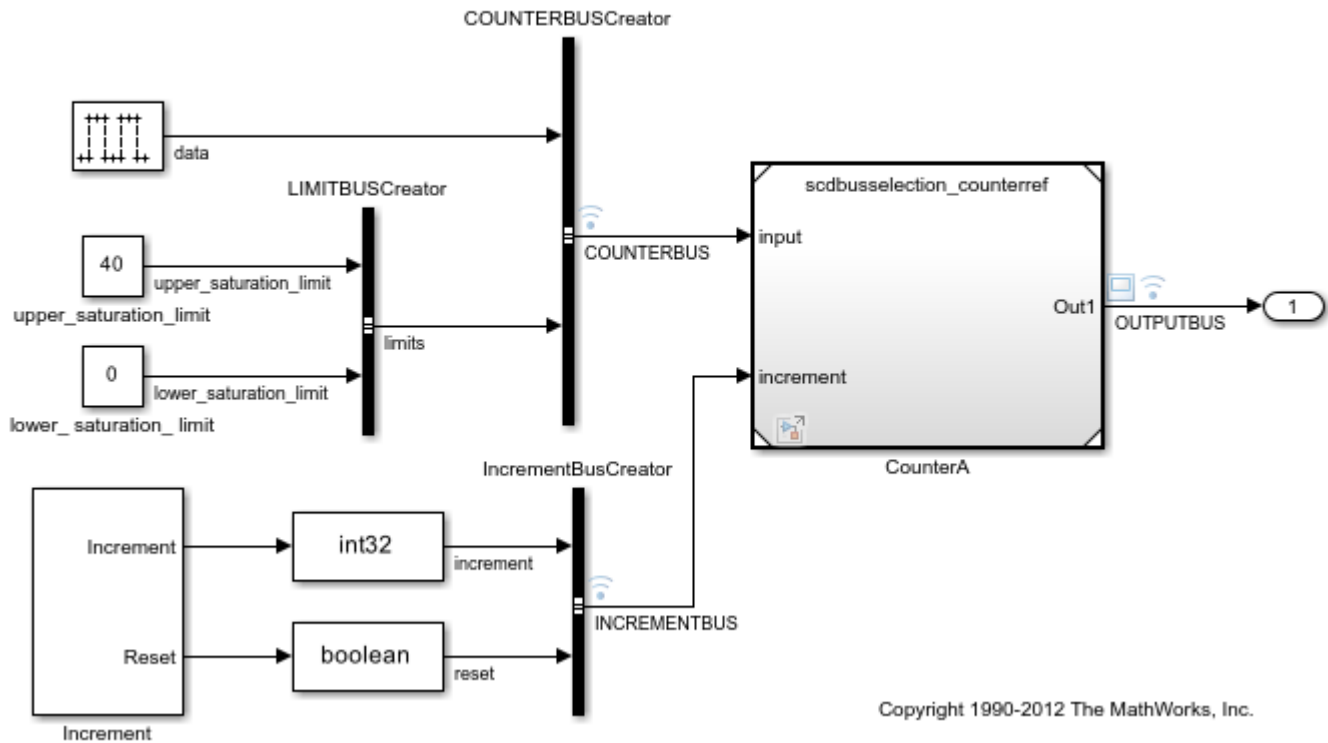 COUNTERBUSCreator
data
LIMITBUSCreator
40
upper_saturation_limit
upper_saturation_limit
0
lower_saturation_limit
lower_ saturation_ limit
limits
COUNTERBUS
scdbusselection_counterref
input
increment
Out1
CounterA
OUTPUTBUS
1
IncrementBusCreator
Increment
Reset
Increment
int32
increment
boolean
reset
INCREMENTBUS
Copyright 1990-2012 The MathWorks, Inc.